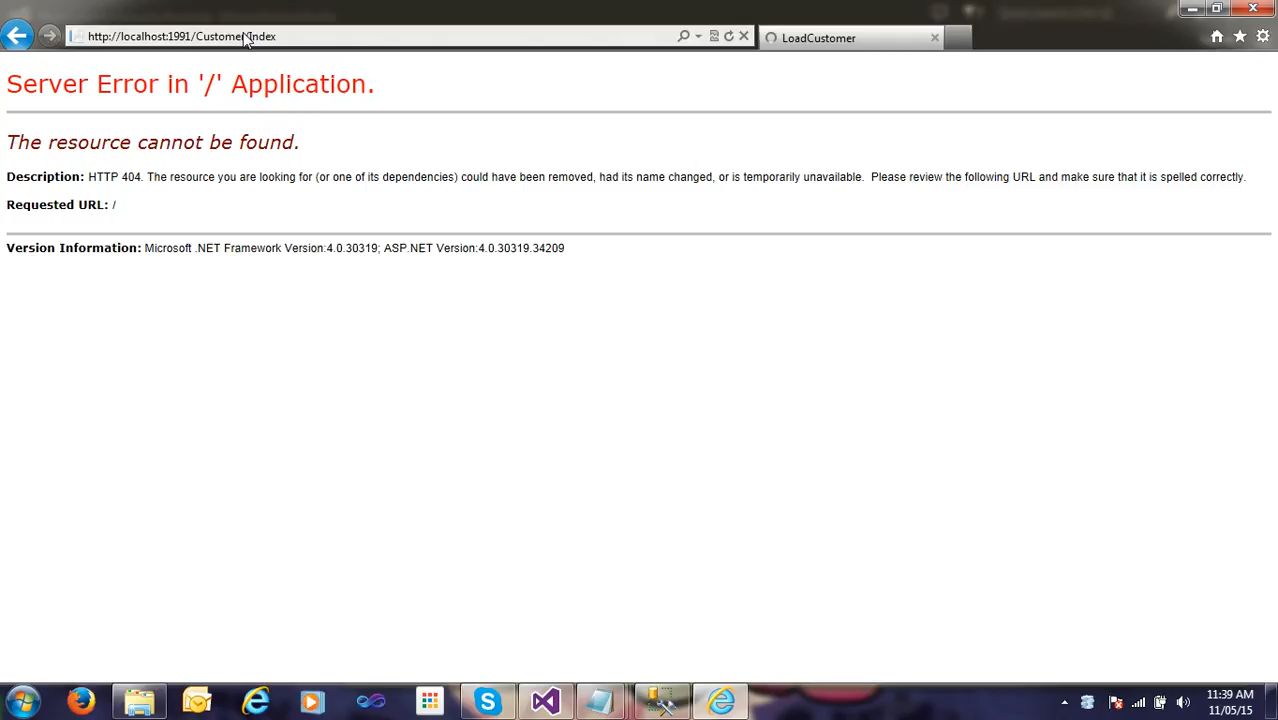 http://localhost:1991/Customer/Index
LoadCustomer
Server Error in '/' Application.
The resource cannot be found.
Description: HTTP 404. The resource you are looking for (or one of its dependencies) could have been removed, had its name changed, or is temporarily unavailable.  Please review the following URL and make sure that it is spelled correctly.
Requested URL: /
Version Information: Microsoft .NET Framework Version:4.0.30319; ASP.NET Version:4.0.30319.34209
11:39 AM
11/05/15